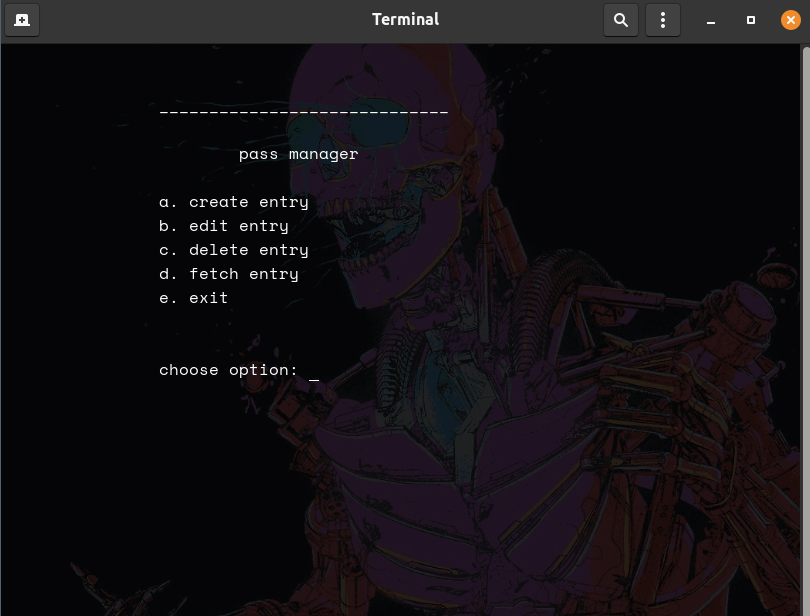 Terminal
-----------------------------
pass manager
a. create entry
b. edit entry
c. delete entry
d. fetch entry
e. exit
choose option: _